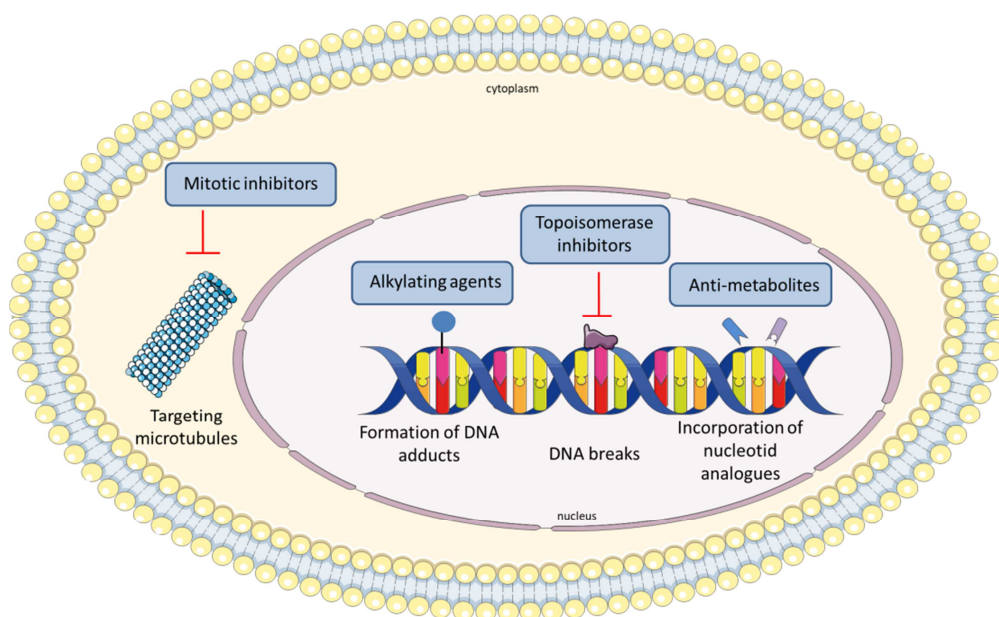 cytoplasm
Mitotic inhibitors
Topoisomerase
inhibitors
Alkylating agents
Anti-metabolites
Targeting
microtubules
Formation of DNA
adducts
DNA breaks
Incorporation of
nucleotid
analogues
nucleus